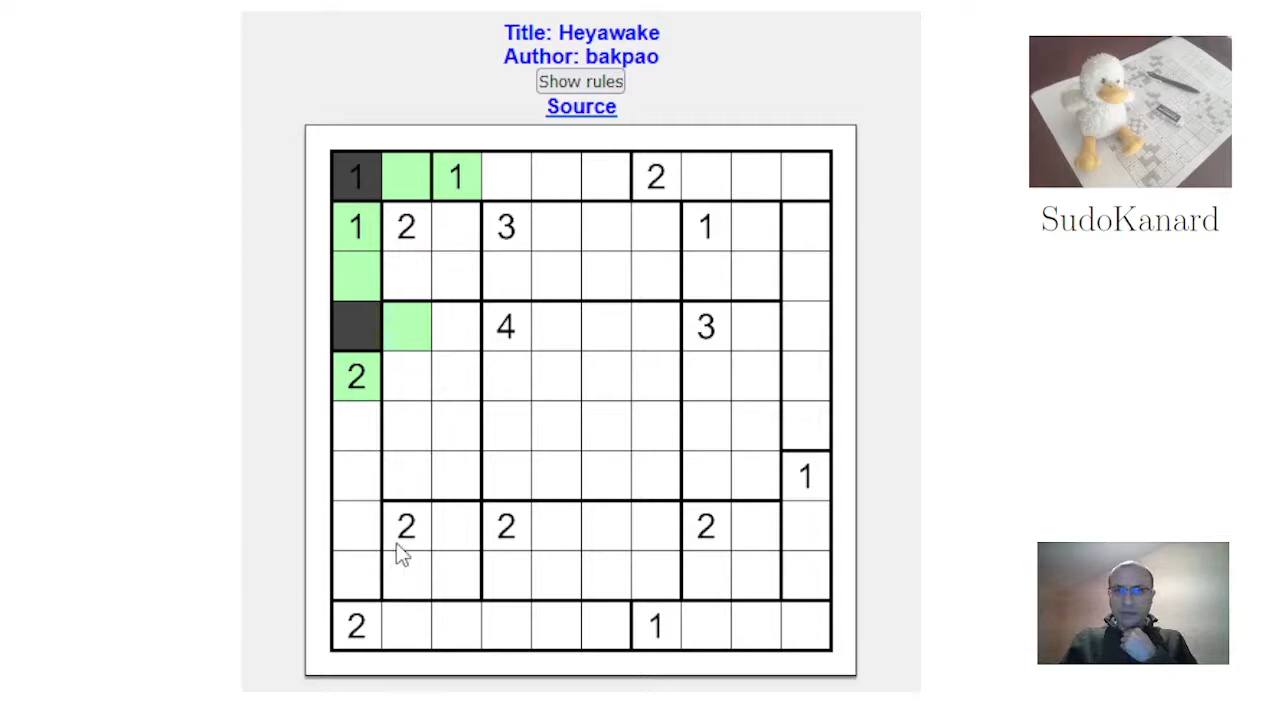 Title: Heyawake
Author: bakpao
Show rules
Source
SudoKanard
1 1 2
1 2 3 1
4 3
2
1
2 2 2
2 1